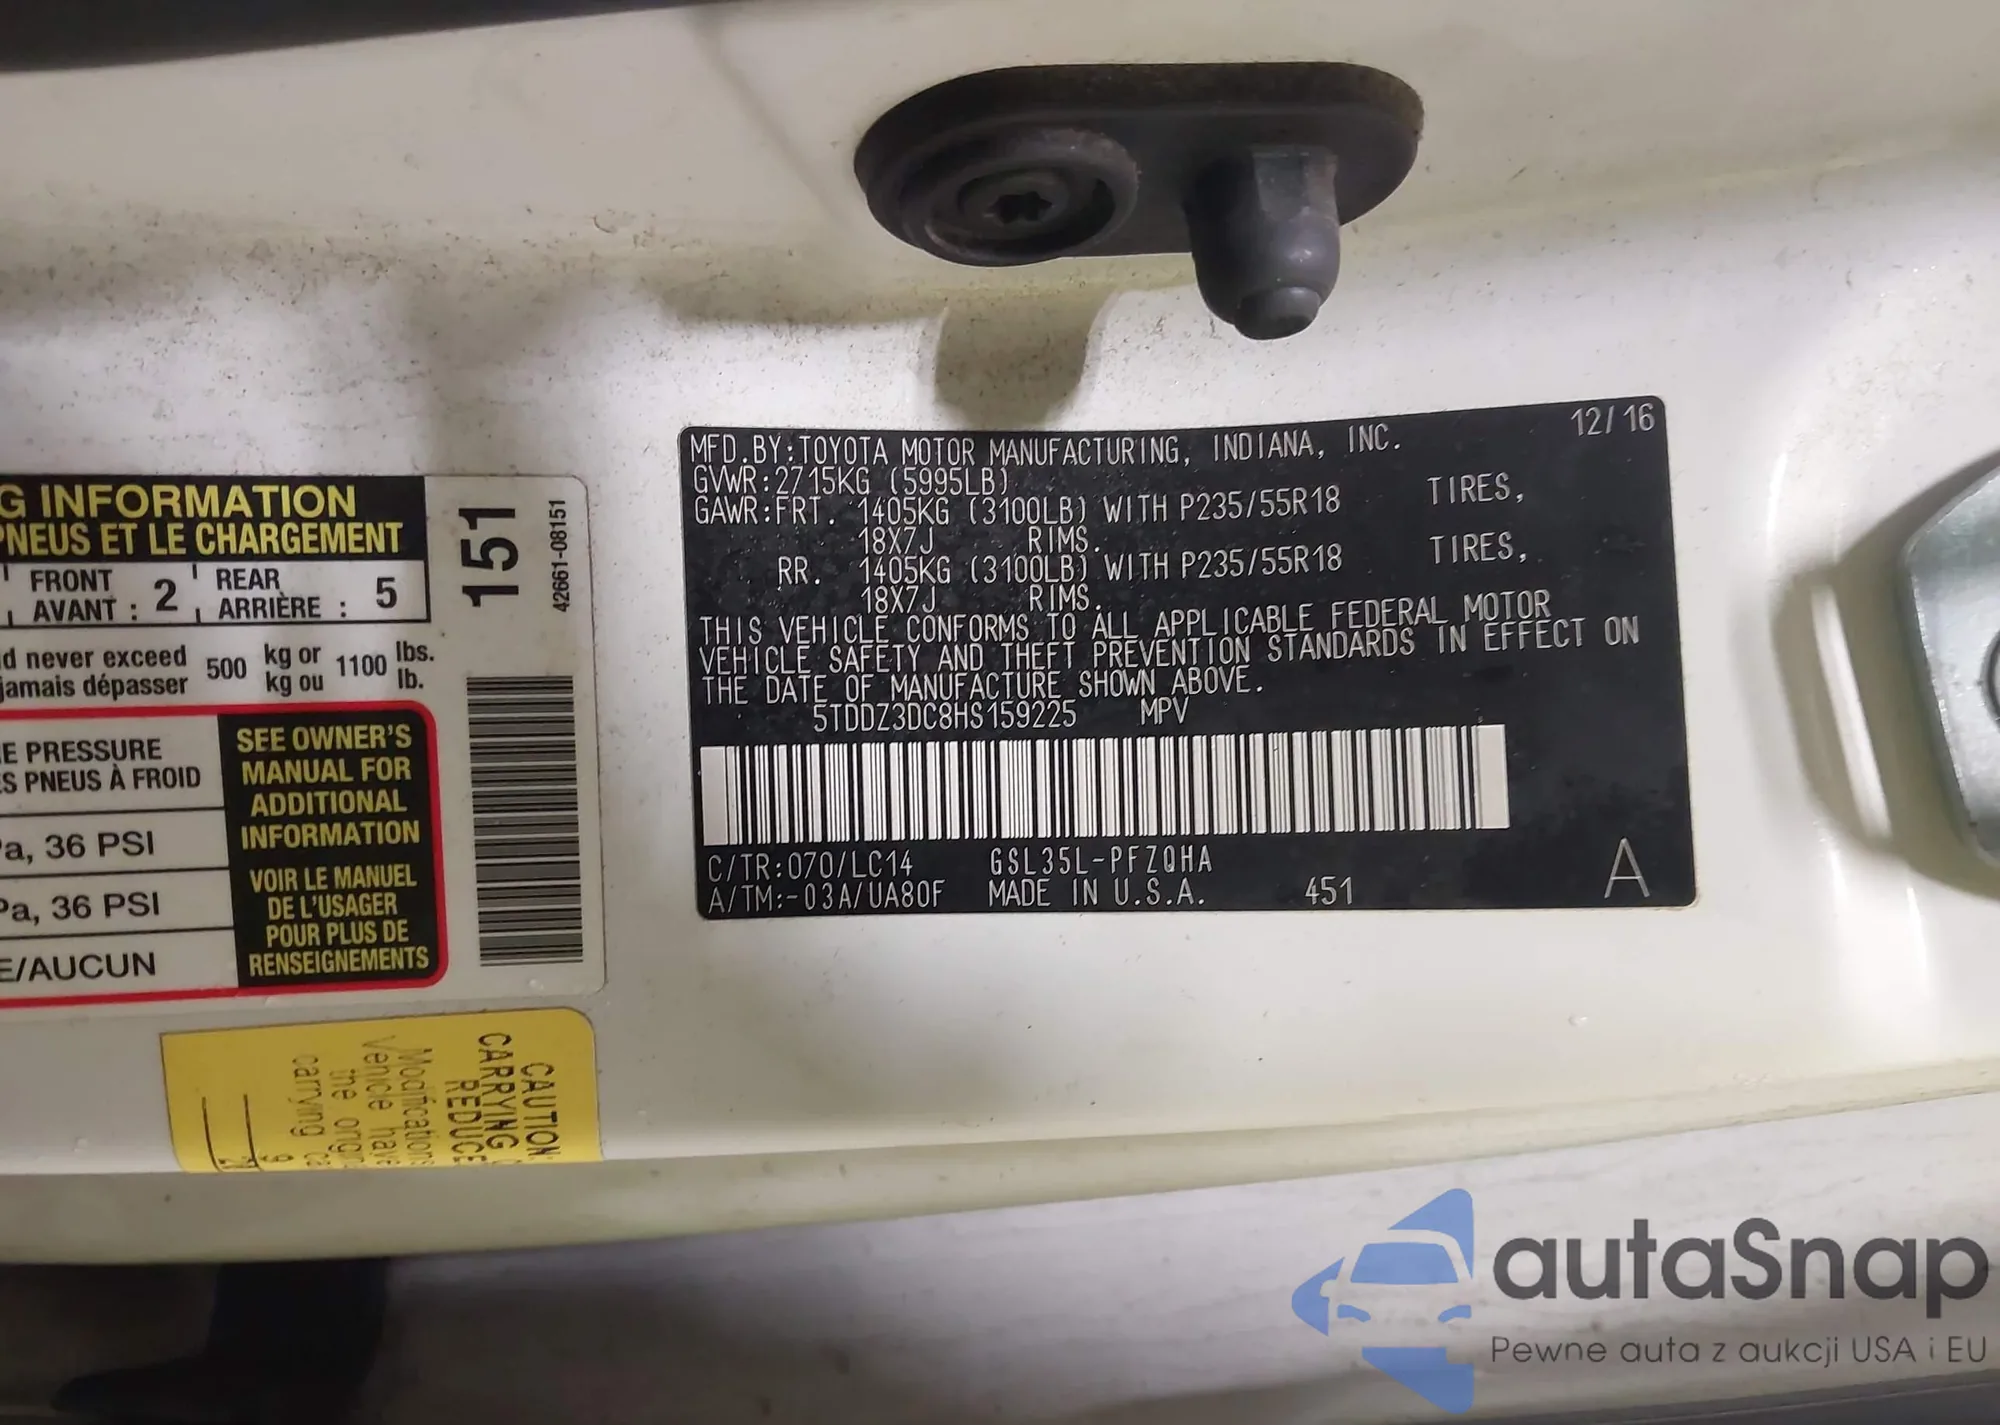 G INFORMATION
PNEUS ET LE CHARGEMENT
FRONT
AVANT : 2
REAR
ARRIÈRE : 5
never exceed 500 kg or 1100 lbs.
jamais dépasser kg ou lb.
E PRESSURE
PNEUS À FROID
36 PSI
36 PSI
E/AUCUN
SEE OWNER'S
MANUAL FOR
ADDITIONAL
INFORMATION
VOIR LE MANUEL
DE L'USAGER
POUR PLUS DE
RENSEIGNEMENTS
151
42661-08151
CAUTION:
CARRYING
REDUCE
Modifications
Vehicle have
the
carrying
12/16
MFD.BY:TOYOTA MOTOR MANUFACTURING, INDIANA, INC.
GVWR:2715KG (5995LB)
GAWR:FRT. 1405KG (3100LB) WITH P235/55R18 TIRES,
18X7J RIMS.
RR. 1405KG (3100LB) WITH P235/55R18 TIRES,
18X7J RIMS.
THIS VEHICLE CONFORMS TO ALL APPLICABLE FEDERAL MOTOR
VEHICLE SAFETY AND THEFT PREVENTION STANDARDS IN EFFECT ON
THE DATE OF MANUFACTURE SHOWN ABOVE.
5TDDZ3DC8HS159225 MPV
C/TR:070/LC14 GSL35L-PFZQHA
A/TM:-03A/UA80F MADE IN U.S.A. 451 A
autaSnap
Pewne auta z aukcji USA i EU